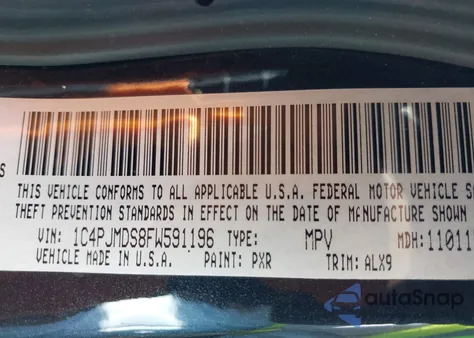 S
THIS VEHICLE CONFORMS TO ALL APPLICABLE U.S.A. FEDERAL MOTOR VEHICLE S
THEFT PREVENTION STANDARDS IN EFFECT ON THE DATE OF MANUFACTURE SHOWN
VIN: 1C4PJMDS8FW591196 TYPE: MPV MDH: 11011
VEHICLE MADE IN U.S.A. PAINT: PXR TRIM: ALX9
autoSnap